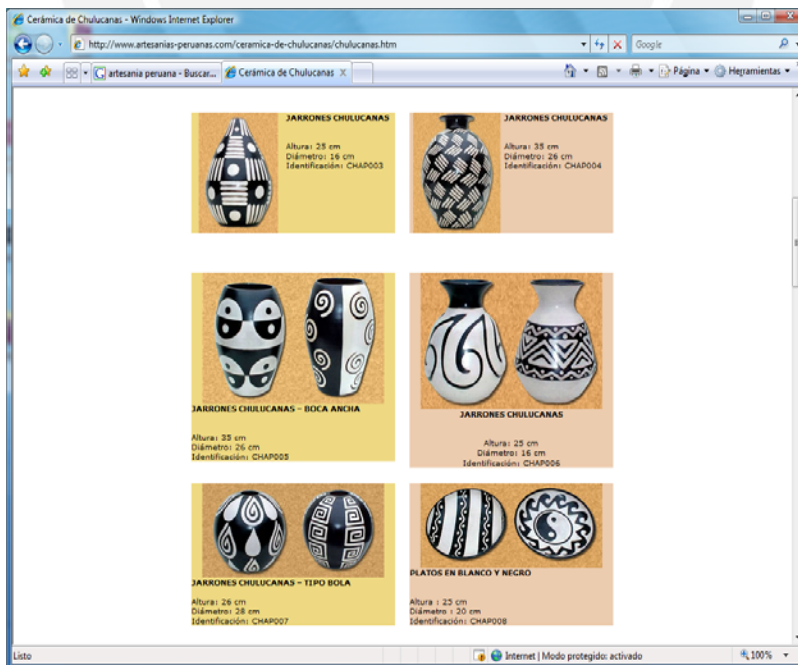 Cerámica de Chulucanas - Windows Internet Explorer
http://www.artesanias-peruanas.com/ceramica-de-chulucanas/chulucanas.htm
Google
artesania peruana - Buscar...
Cerámica de Chulucanas
Página
Herramientas
JARRONES CHULUCANAS
Altura: 25 cm
Diámetro: 16 cm
Identificación: CHAP003
JARRONES CHULUCANAS
Altura: 35 cm
Diámetro: 26 cm
Identificación: CHAP004
JARRONES CHULUCANAS - BOCA ANCHA
Altura: 35 cm
Diámetro: 26 cm
Identificación: CHAP005
JARRONES CHULUCANAS
Altura: 25 cm
Diámetro: 16 cm
Identificación: CHAP006
JARRONES CHULUCANAS - TIPO BOLA
Altura: 26 cm
Diámetro: 28 cm
Identificación: CHAP007
PLATOS EN BLANCO Y NEGRO
Altura : 25 cm
Diámetro : 20 cm
Identificación: CHAP008
Listo
Internet | Modo protegido: activado
100%